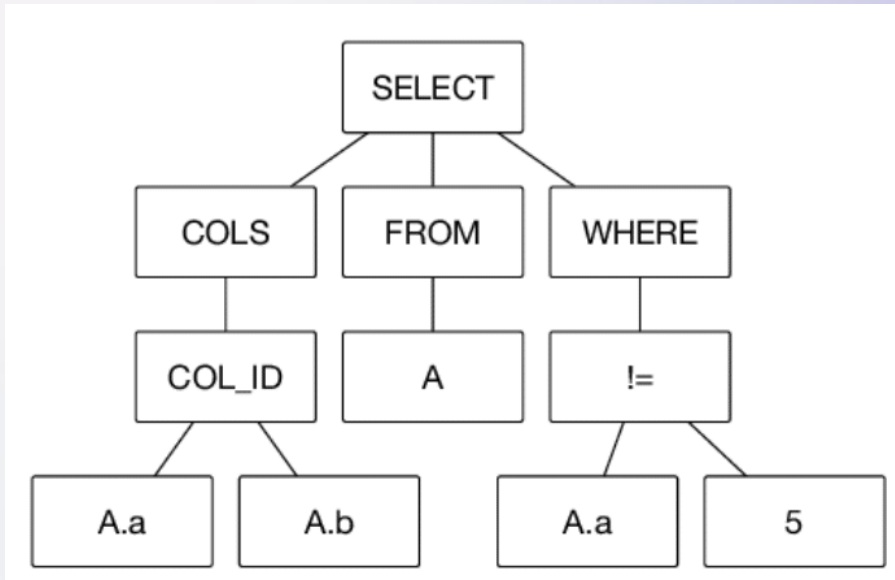 SELECT
COLS FROM WHERE
COL_ID A !=
A.a A.b A.a 5